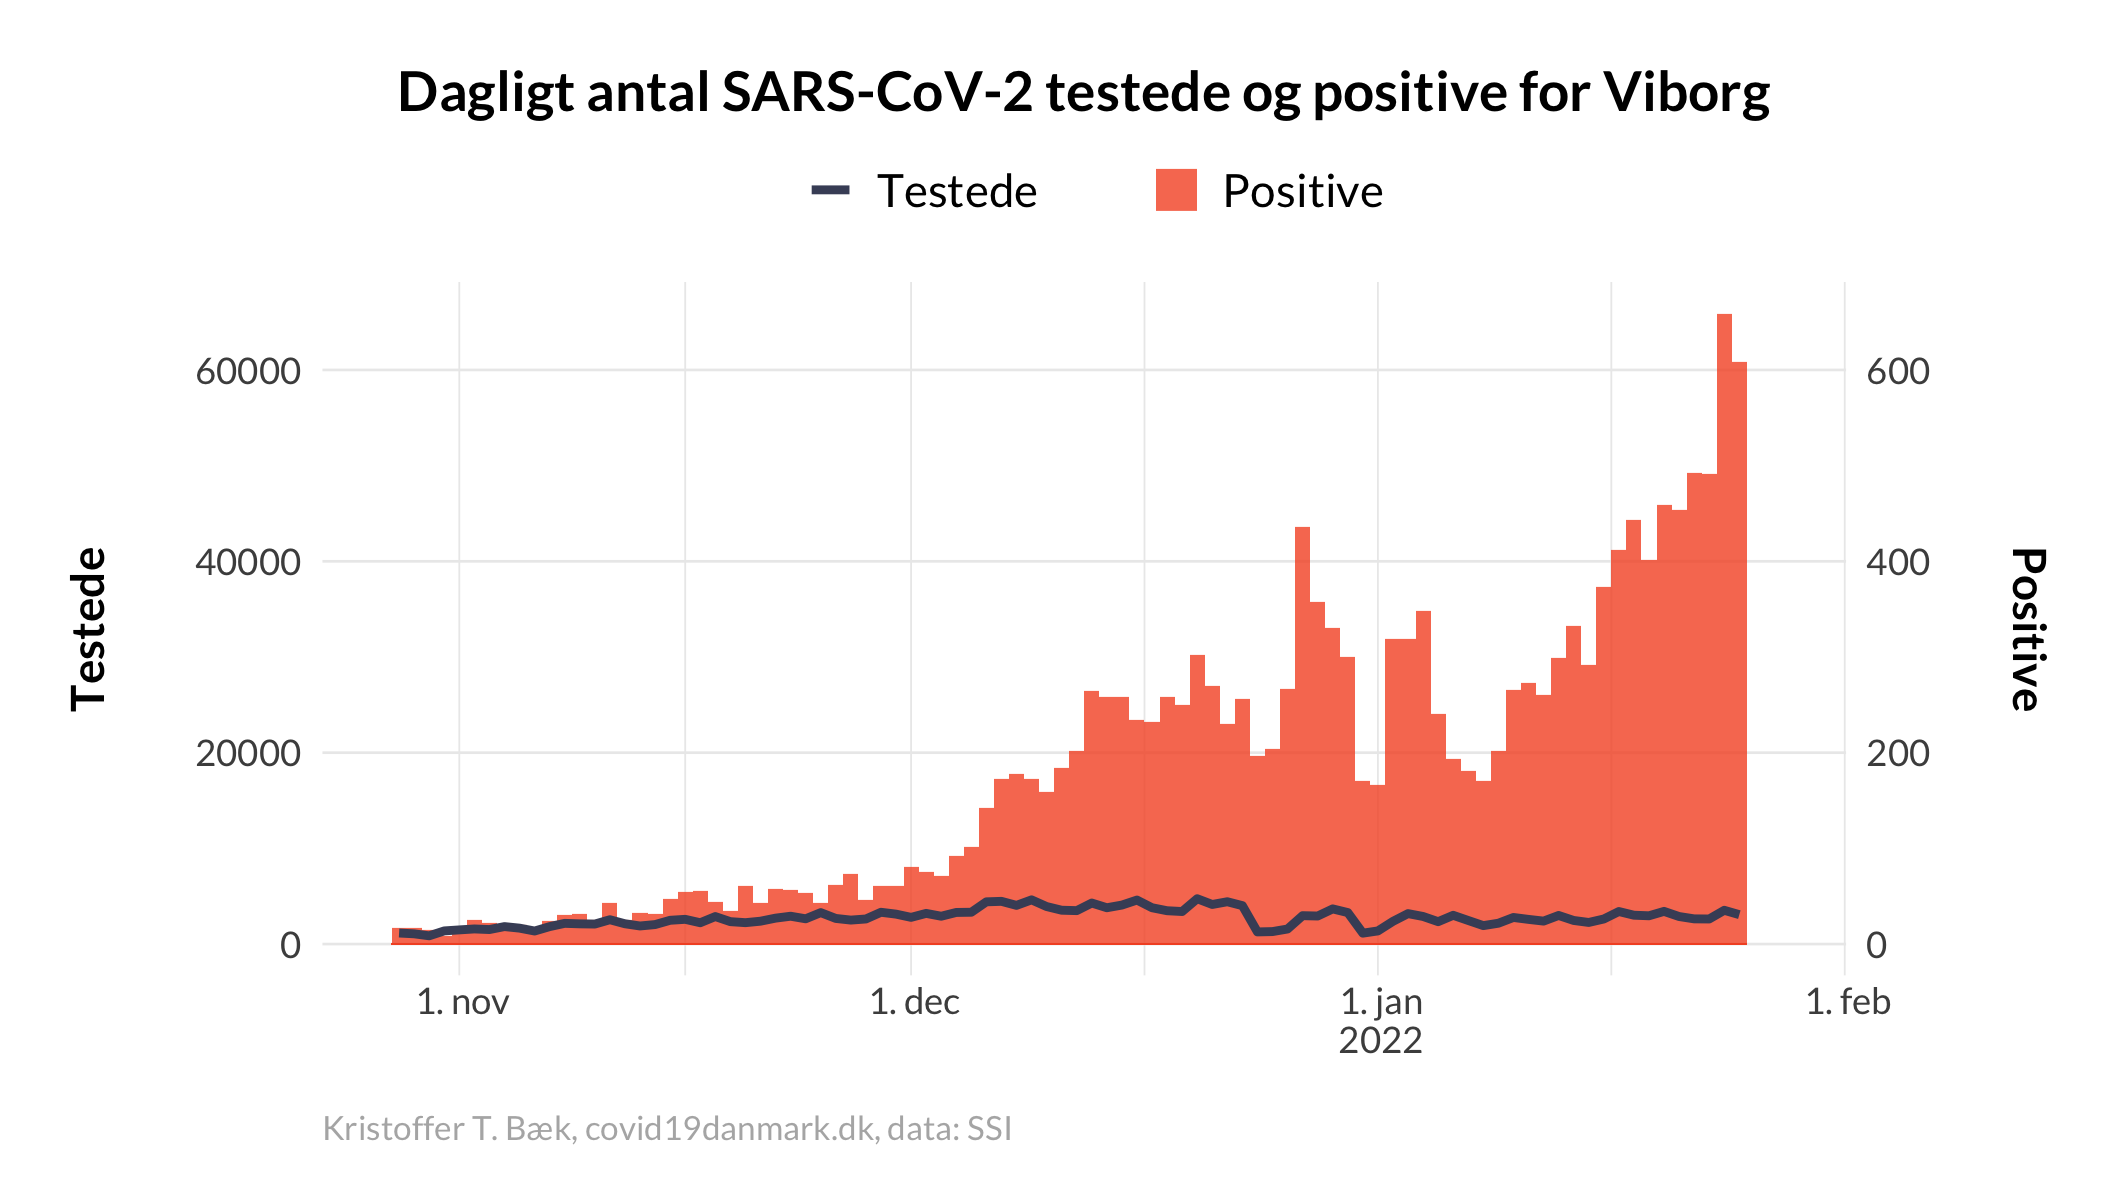 Dagligt antal SARS-CoV-2 testede og positive for Viborg
Testede
Positive
60000
40000
20000
0
Testede
600
400
200
0
Positive
1. nov
1. dec
1. jan
2022
1. feb
Kristoffer T. Bæk, covid19danmark.dk, data: SSI